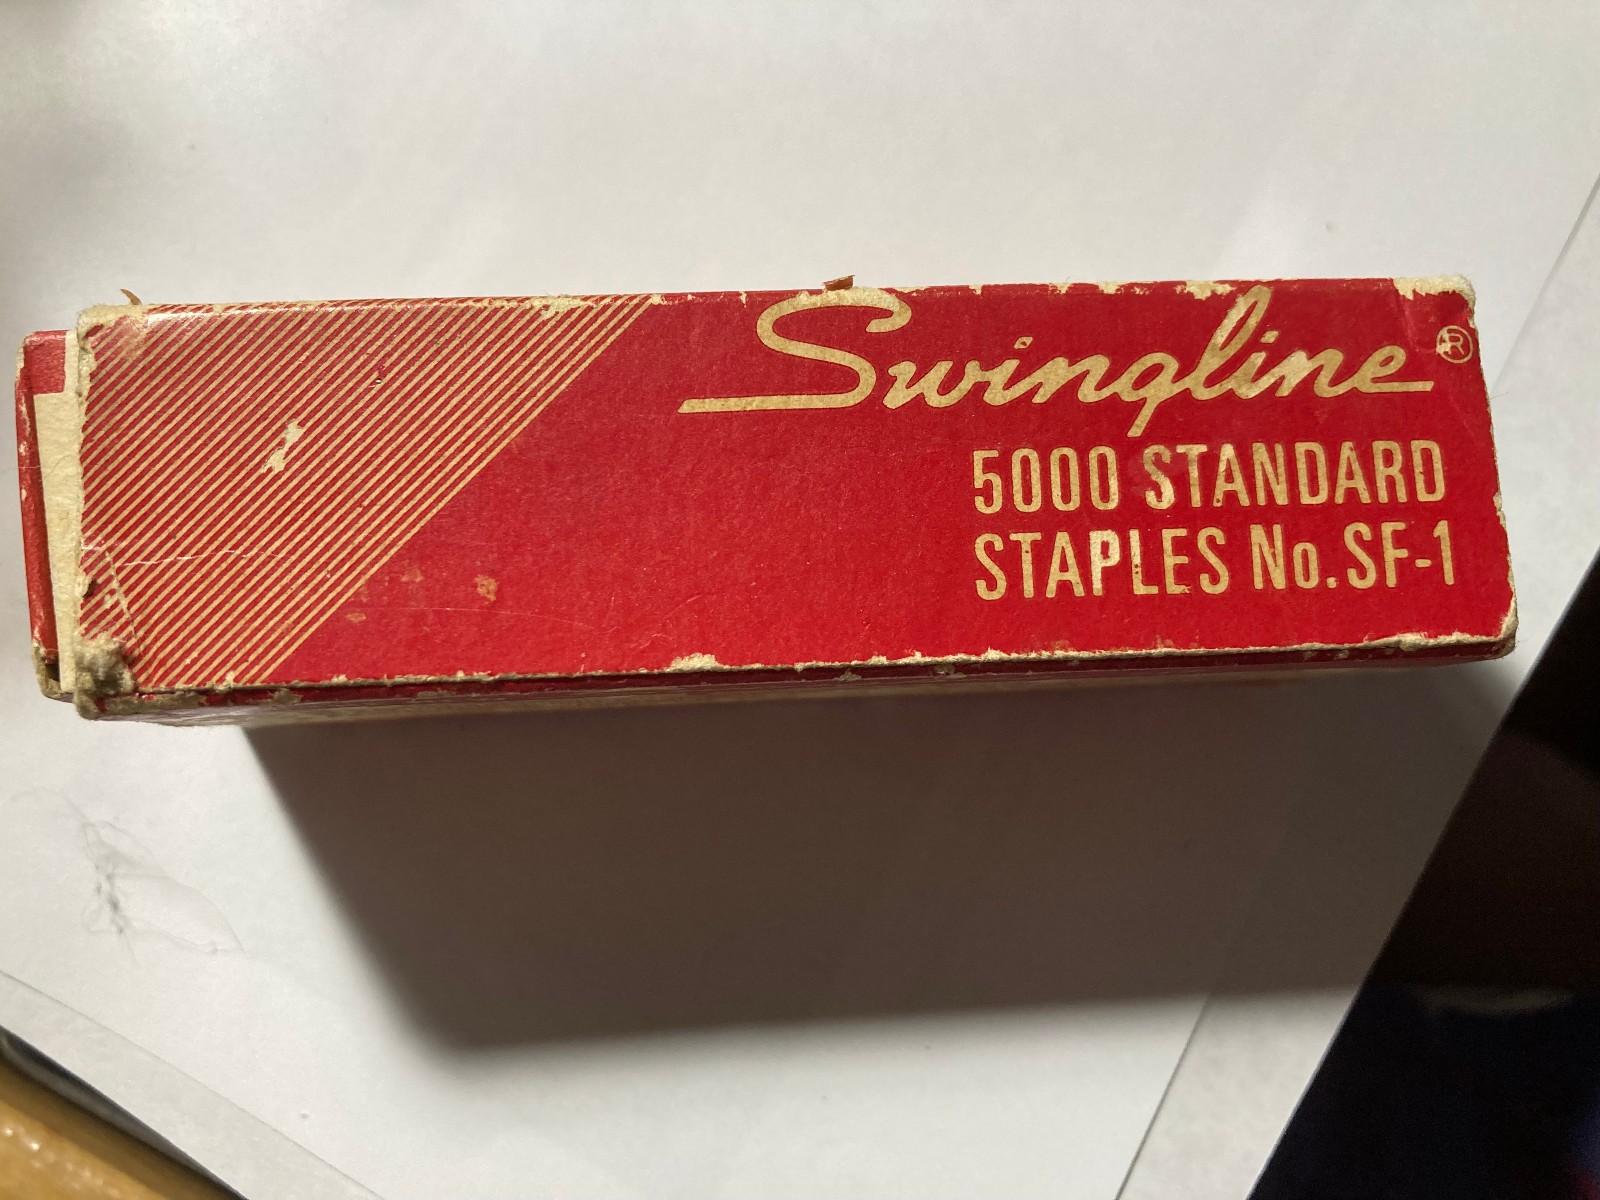 Swingline®
5000 STANDARD
STAPLES No. SF-1